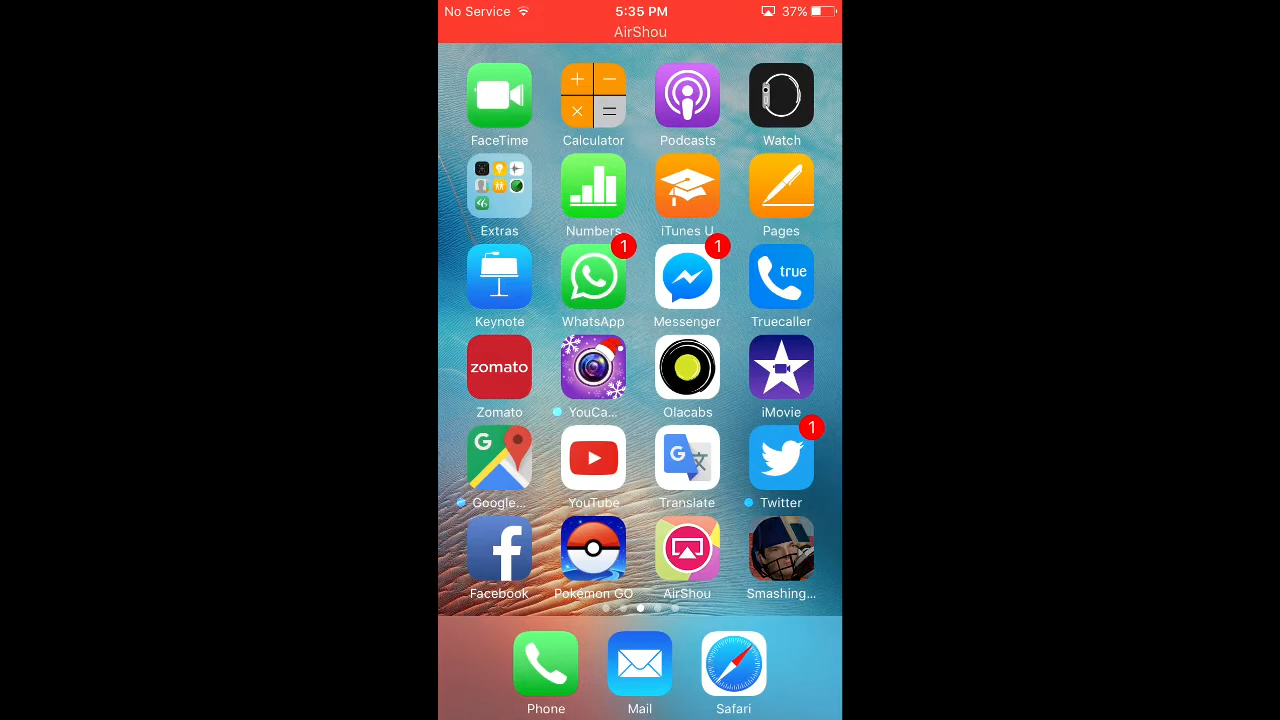 No Service 5:35 PM 37%
AirShou
FaceTime Calculator Podcasts Watch
Extras Numbers iTunes U Pages
1 1
true
Keynote WhatsApp Messenger Truecaller
zomato
Zomato YouCa... Olacabs iMovie
1
G G 文
Google... YouTube Translate Twitter
f
Facebook Pokémon GO AirShou Smashing...
Phone Mail Safari